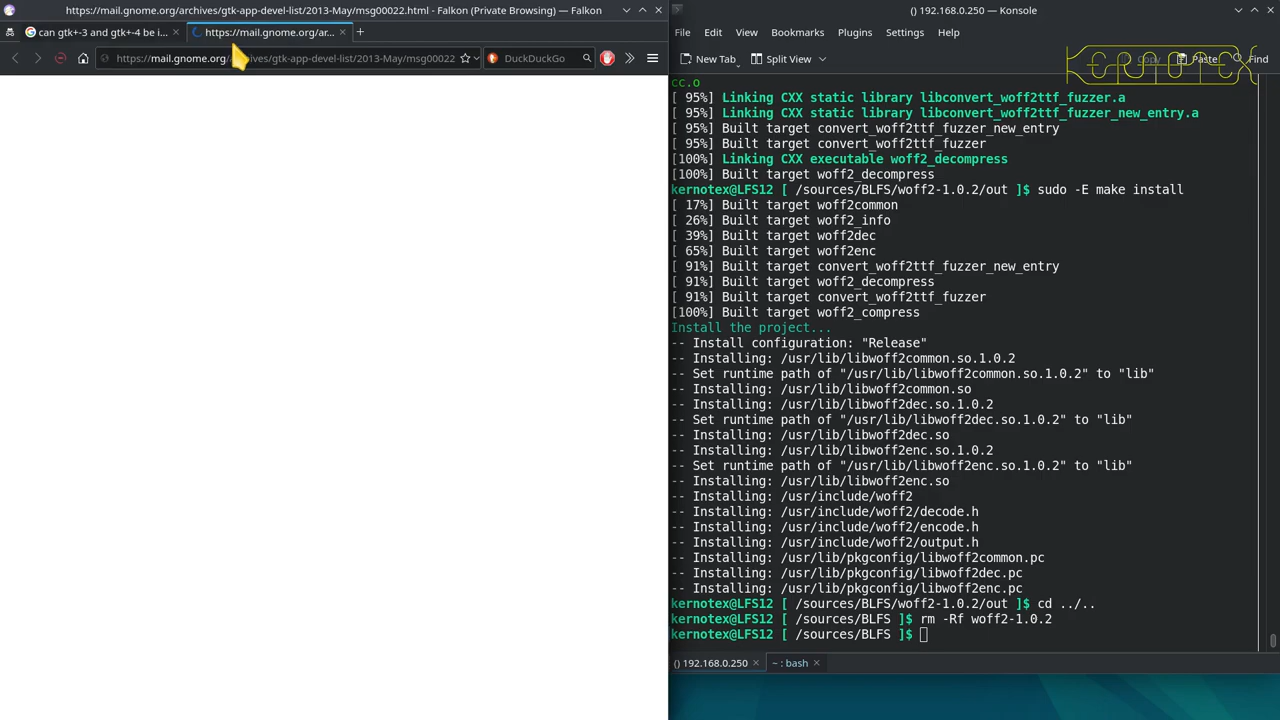 https://mail.gnome.org/archives/gtk-app-devel-list/2013-May/msg00022.html - Falkon (Private Browsing) — Falkon
can gtk+-3 and gtk+-4 be i...
https://mail.gnome.org/ar...
https://mail.gnome.org/archives/gtk-app-devel-list/2013-May/msg00022
DuckDuckGo
() 192.168.0.250 — Konsole
File Edit View Bookmarks Plugins Settings Help
New Tab Split View Copy Paste Find
KERNOTEX
cc.o
[ 95%] Linking CXX static library libconvert_woff2ttf_fuzzer.a
[ 95%] Linking CXX static library libconvert_woff2ttf_fuzzer_new_entry.a
[ 95%] Built target convert_woff2ttf_fuzzer_new_entry
[ 95%] Built target convert_woff2ttf_fuzzer
[100%] Linking CXX executable woff2_decompress
[100%] Built target woff2_decompress
kernotex@LFS12 [ /sources/BLFS/woff2-1.0.2/out ]$ sudo -E make install
[ 17%] Built target woff2common
[ 26%] Built target woff2_info
[ 39%] Built target woff2dec
[ 65%] Built target woff2enc
[ 91%] Built target convert_woff2ttf_fuzzer_new_entry
[ 91%] Built target woff2_decompress
[ 91%] Built target convert_woff2ttf_fuzzer
[100%] Built target woff2_compress
Install the project...
-- Install configuration: "Release"
-- Installing: /usr/lib/libwoff2common.so.1.0.2
-- Set runtime path of "/usr/lib/libwoff2common.so.1.0.2" to "lib"
-- Installing: /usr/lib/libwoff2common.so
-- Installing: /usr/lib/libwoff2dec.so.1.0.2
-- Set runtime path of "/usr/lib/libwoff2dec.so.1.0.2" to "lib"
-- Installing: /usr/lib/libwoff2dec.so
-- Installing: /usr/lib/libwoff2enc.so.1.0.2
-- Set runtime path of "/usr/lib/libwoff2enc.so.1.0.2" to "lib"
-- Installing: /usr/lib/libwoff2enc.so
-- Installing: /usr/include/woff2
-- Installing: /usr/include/woff2/decode.h
-- Installing: /usr/include/woff2/encode.h
-- Installing: /usr/include/woff2/output.h
-- Installing: /usr/lib/pkgconfig/libwoff2common.pc
-- Installing: /usr/lib/pkgconfig/libwoff2dec.pc
-- Installing: /usr/lib/pkgconfig/libwoff2enc.pc
kernotex@LFS12 [ /sources/BLFS/woff2-1.0.2/out ]$ cd ../..
kernotex@LFS12 [ /sources/BLFS ]$ rm -Rf woff2-1.0.2
kernotex@LFS12 [ /sources/BLFS ]$
() 192.168.0.250
~ : bash